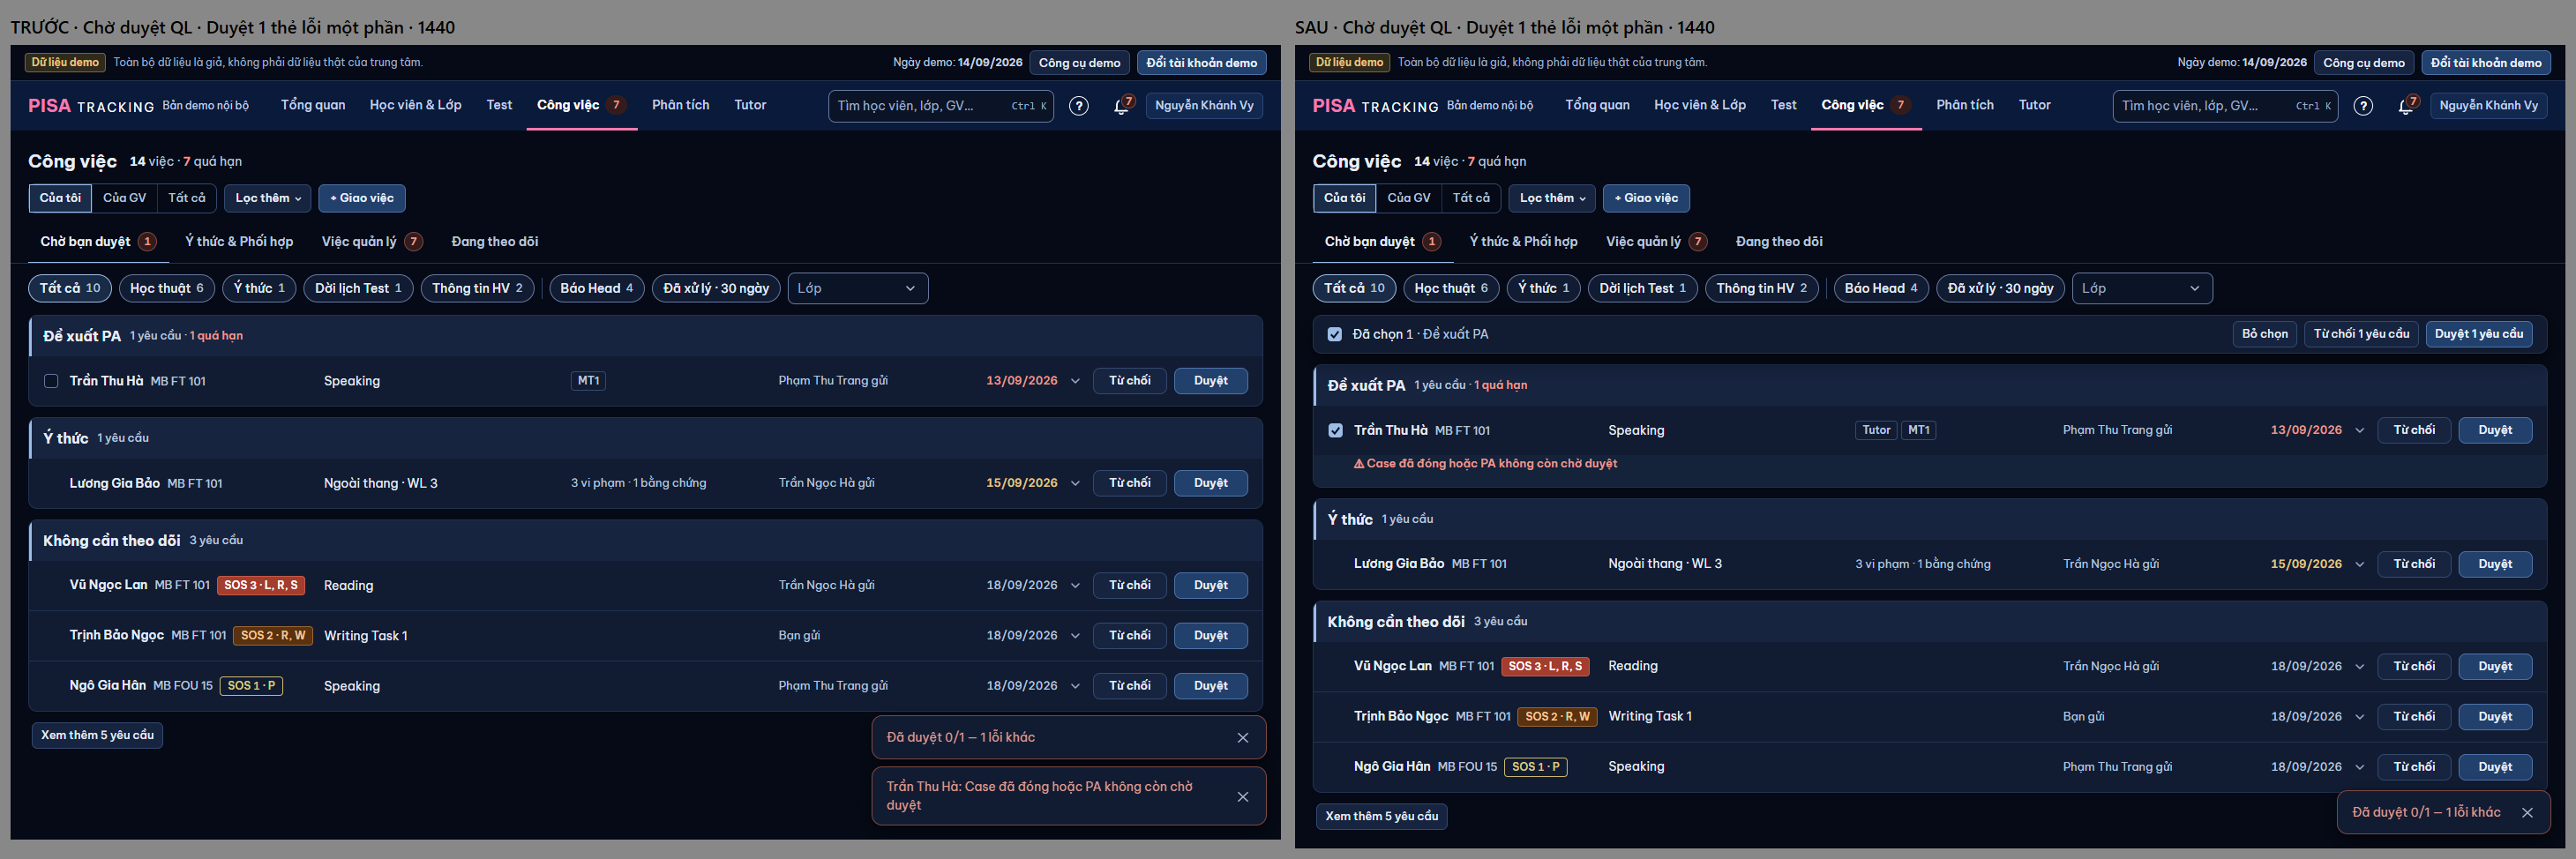 TRƯỚC · Chờ duyệt QL · Duyệt 1 thẻ lỗi một phần · 1440
Dữ liệu demo Toàn bộ dữ liệu là giả, không phải dữ liệu thật của trung tâm. Ngày demo: 14/09/2026 Công cụ demo Đổi tài khoản demo
PISA TRACKING Bản demo nội bộ Tổng quan Học viên & Lớp Test Công việc 7 Phân tích Tutor Tìm học viên, lớp, GV... Ctrl K ? 7 Nguyễn Khánh Vy
Công việc 14 việc · 7 quá hạn
Của tôi Của GV Tất cả Lọc thêm + Giao việc
Chờ bạn duyệt 1 Ý thức & Phối hợp Việc quản lý 7 Đang theo dõi
Tất cả 10 Học thuật 6 Ý thức 1 Dời lịch Test 1 Thông tin HV 2 Báo Head 4 Đã xử lý · 30 ngày Lớp
Đề xuất PA 1 yêu cầu · 1 quá hạn
Trần Thu Hà MB FT 101 Speaking MT1 Phạm Thu Trang gửi 13/09/2026 Từ chối Duyệt
Ý thức 1 yêu cầu
Lương Gia Bảo MB FT 101 Ngoài thang · WL 3 3 vi phạm · 1 bằng chứng Trần Ngọc Hà gửi 15/09/2026 Từ chối Duyệt
Không cần theo dõi 3 yêu cầu
Vũ Ngọc Lan MB FT 101 SOS 3 · L, R, S Reading Trần Ngọc Hà gửi 18/09/2026 Từ chối Duyệt
Trịnh Bảo Ngọc MB FT 101 SOS 2 · R, W Writing Task 1 Bạn gửi 18/09/2026 Từ chối Duyệt
Ngô Gia Hân MB FOU 15 SOS 1 · P Speaking Phạm Thu Trang gửi 18/09/2026 Từ chối Duyệt
Xem thêm 5 yêu cầu
Đã duyệt 0/1 — 1 lỗi khác
Trần Thu Hà: Case đã đóng hoặc PA không còn chờ
duyệt
SAU · Chờ duyệt QL · Duyệt 1 thẻ lỗi một phần · 1440
Dữ liệu demo Toàn bộ dữ liệu là giả, không phải dữ liệu thật của trung tâm. Ngày demo: 14/09/2026 Công cụ demo Đổi tài khoản demo
PISA TRACKING Bản demo nội bộ Tổng quan Học viên & Lớp Test Công việc 7 Phân tích Tutor Tìm học viên, lớp, GV... Ctrl K ? 7 Nguyễn Khánh Vy
Công việc 14 việc · 7 quá hạn
Của tôi Của GV Tất cả Lọc thêm + Giao việc
Chờ bạn duyệt 1 Ý thức & Phối hợp Việc quản lý 7 Đang theo dõi
Tất cả 10 Học thuật 6 Ý thức 1 Dời lịch Test 1 Thông tin HV 2 Báo Head 4 Đã xử lý · 30 ngày Lớp
Đã chọn 1 · Đề xuất PA Bỏ chọn Từ chối 1 yêu cầu Duyệt 1 yêu cầu
Đề xuất PA 1 yêu cầu · 1 quá hạn
Trần Thu Hà MB FT 101 Speaking Tutor MT1 Phạm Thu Trang gửi 13/09/2026 Từ chối Duyệt
Case đã đóng hoặc PA không còn chờ duyệt
Ý thức 1 yêu cầu
Lương Gia Bảo MB FT 101 Ngoài thang · WL 3 3 vi phạm · 1 bằng chứng Trần Ngọc Hà gửi 15/09/2026 Từ chối Duyệt
Không cần theo dõi 3 yêu cầu
Vũ Ngọc Lan MB FT 101 SOS 3 · L, R, S Reading Trần Ngọc Hà gửi 18/09/2026 Từ chối Duyệt
Trịnh Bảo Ngọc MB FT 101 SOS 2 · R, W Writing Task 1 Bạn gửi 18/09/2026 Từ chối Duyệt
Ngô Gia Hân MB FOU 15 SOS 1 · P Speaking Phạm Thu Trang gửi 18/09/2026 Từ chối Duyệt
Xem thêm 5 yêu cầu
Đã duyệt 0/1 — 1 lỗi khác